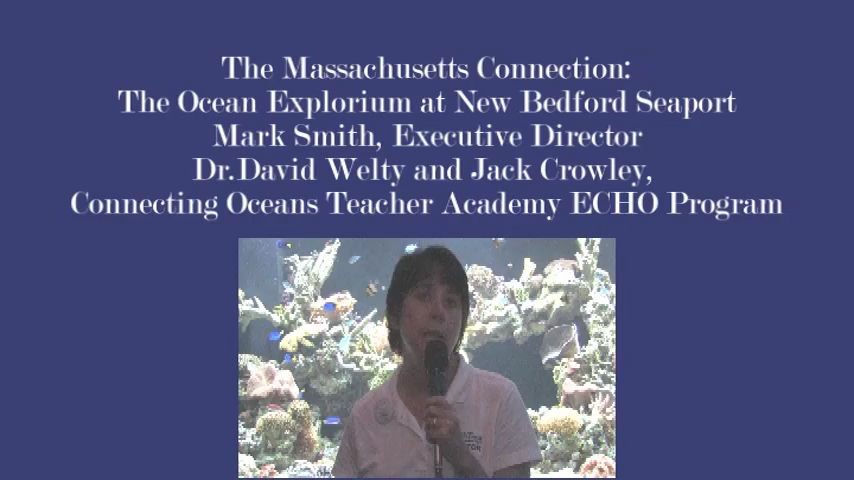 The Massachusetts Connection:
The Ocean Explorium at New Bedford Seaport
Mark Smith, Executive Director
Dr.David Welty and Jack Crowley,
Connecting Oceans Teacher Academy ECHO Program